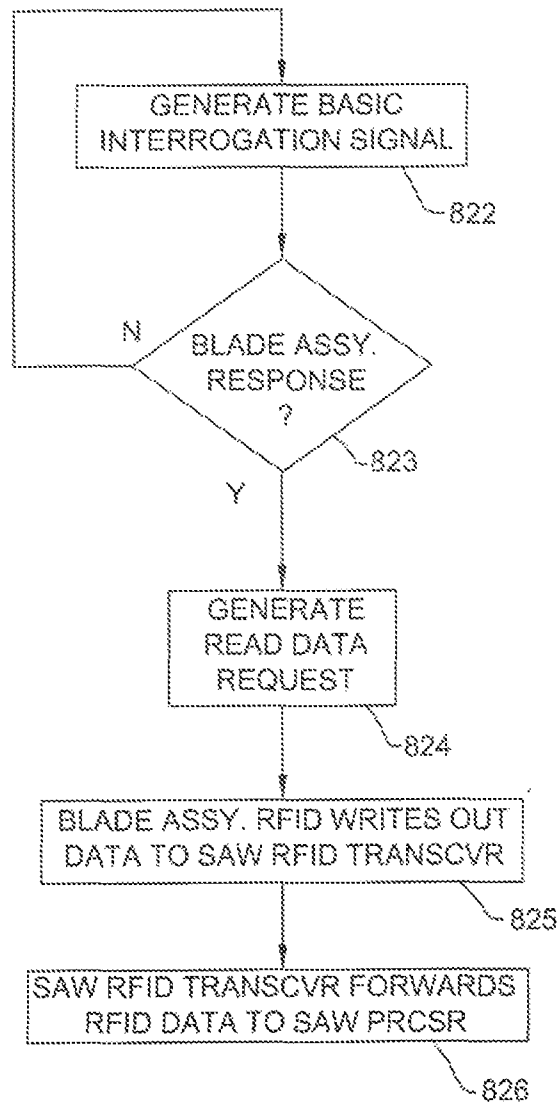 GENERATE BASIC
INTERROGATION SIGNAL
822
N
BLADE ASSY.
RESPONSE
?
823
Y
GENERATE
READ DATA
REQUEST
824
BLADE ASSY. RFID WRITES OUT
DATA TO SAW RFID TRANSCVR
825
SAW RFID TRANSCVR FORWARDS
RFID DATA TO SAW PRCSR
826